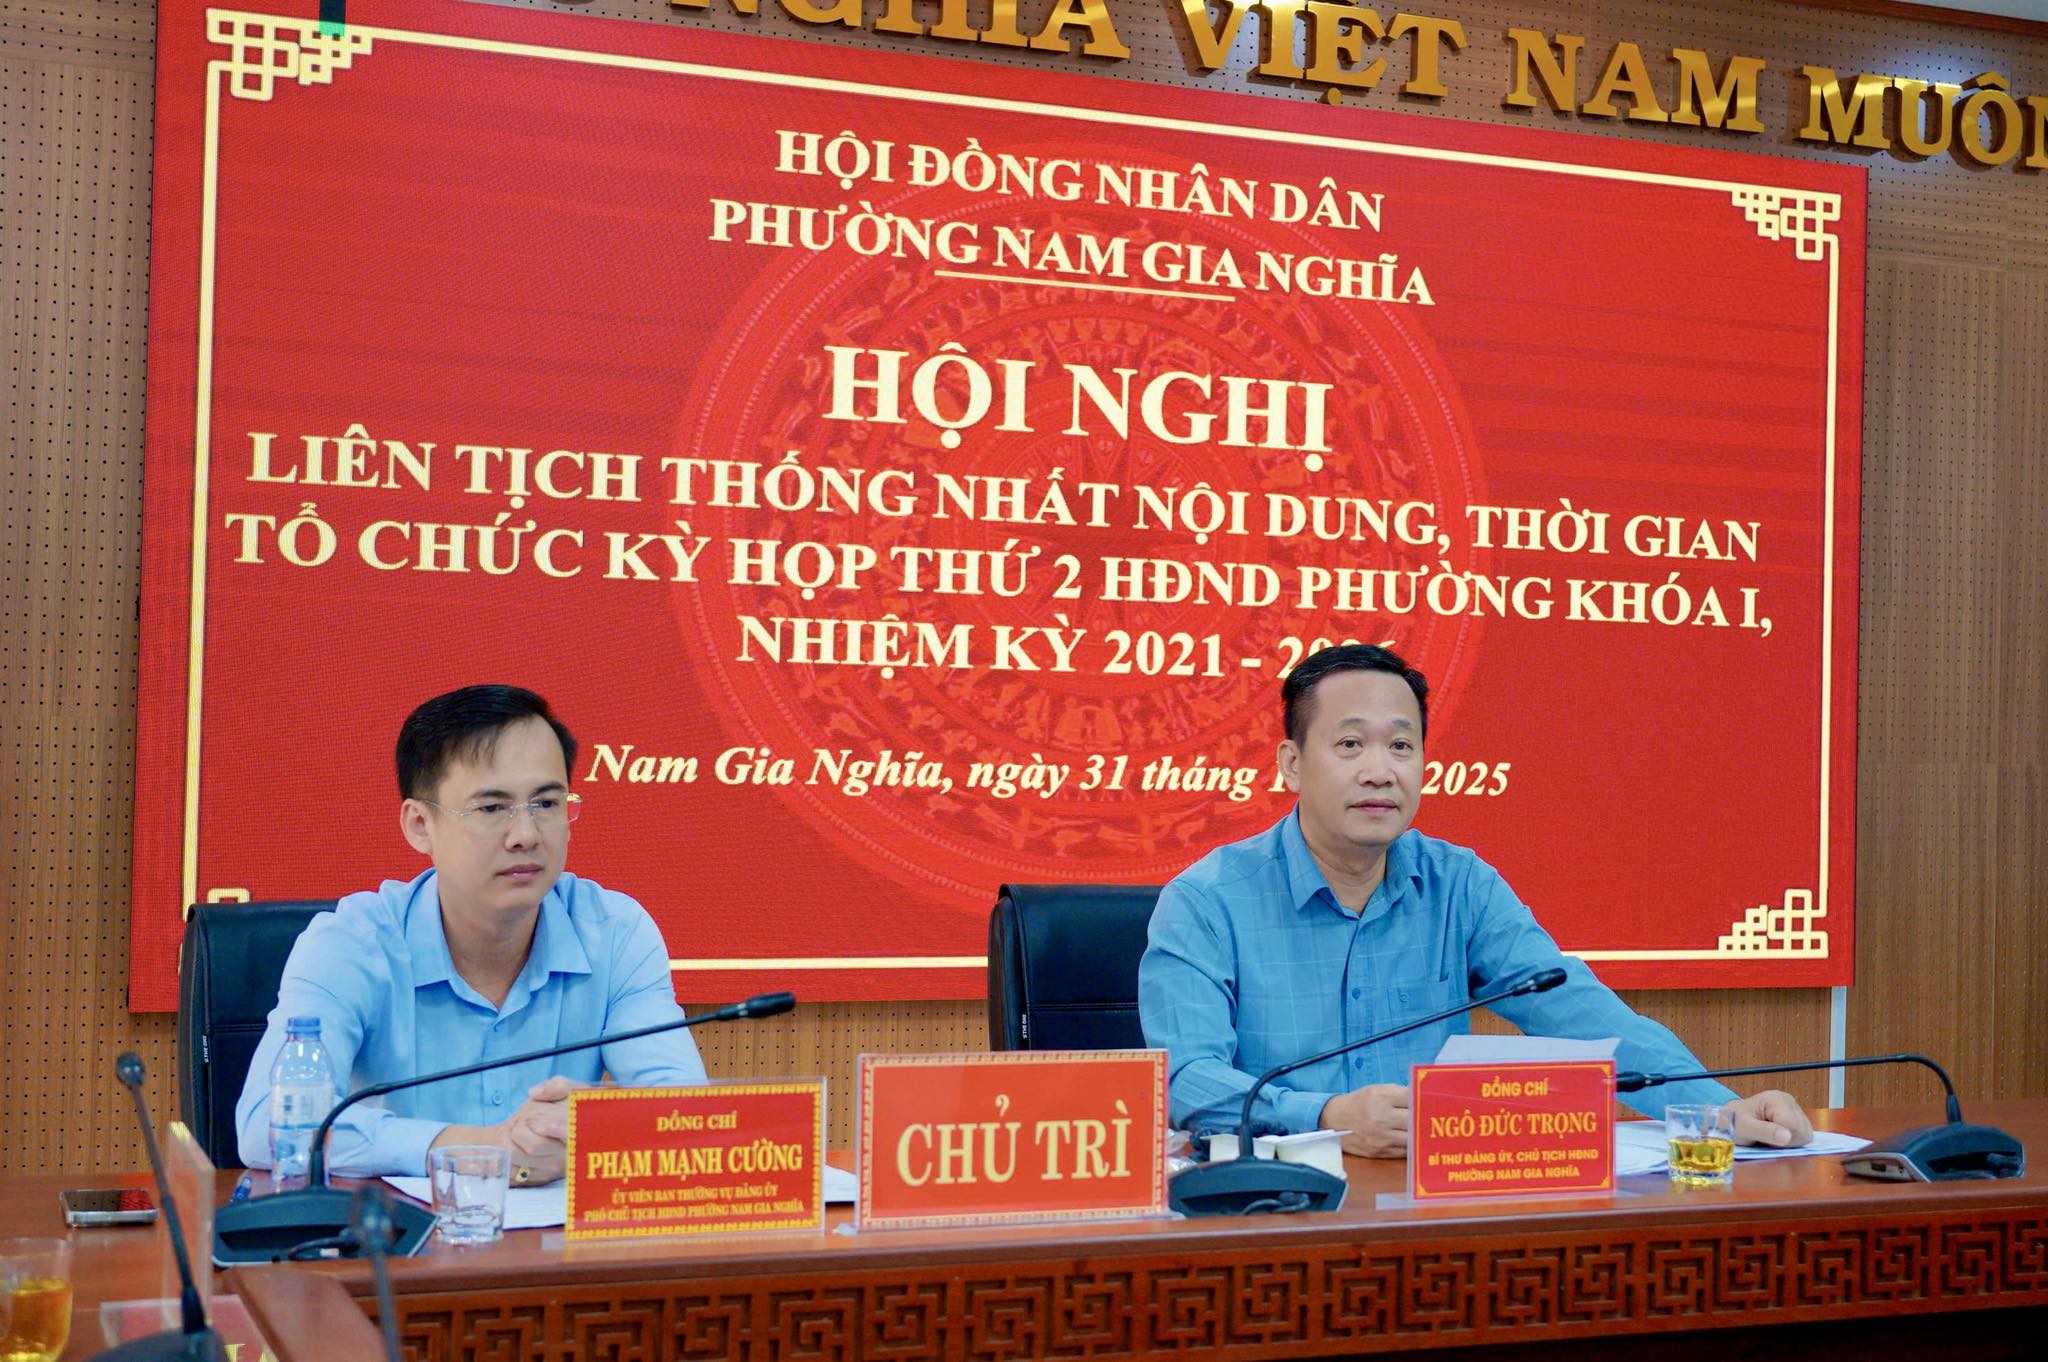 NGHĨA VIỆT NAM MUÔN
HỘI ĐỒNG NHÂN DÂN
PHƯỜNG NAM GIA NGHĨA
HỘI NGHỊ
LIÊN TỊCH THỐNG NHẤT NỘI DUNG, THỜI GIAN
TỔ CHỨC KỲ HỌP THỨ 2 HĐND PHƯỜNG KHÓA I,
NHIỆM KỲ 2021 - 2026
Nam Gia Nghĩa, ngày 31 tháng 2025
ĐỒNG CHÍ
PHẠM MẠNH CƯỜNG
ỦY VIÊN BAN THƯỜNG VỤ ĐẢNG ỦY
PHÓ CHỦ TỊCH HĐND PHƯỜNG NAM GIA NGHĨA
CHỦ TRÌ
ĐỒNG CHÍ
NGÔ ĐỨC TRỌNG
BÍ THƯ ĐẢNG ỦY, CHỦ TỊCH HĐND
PHƯỜNG NAM GIA NGHĨA